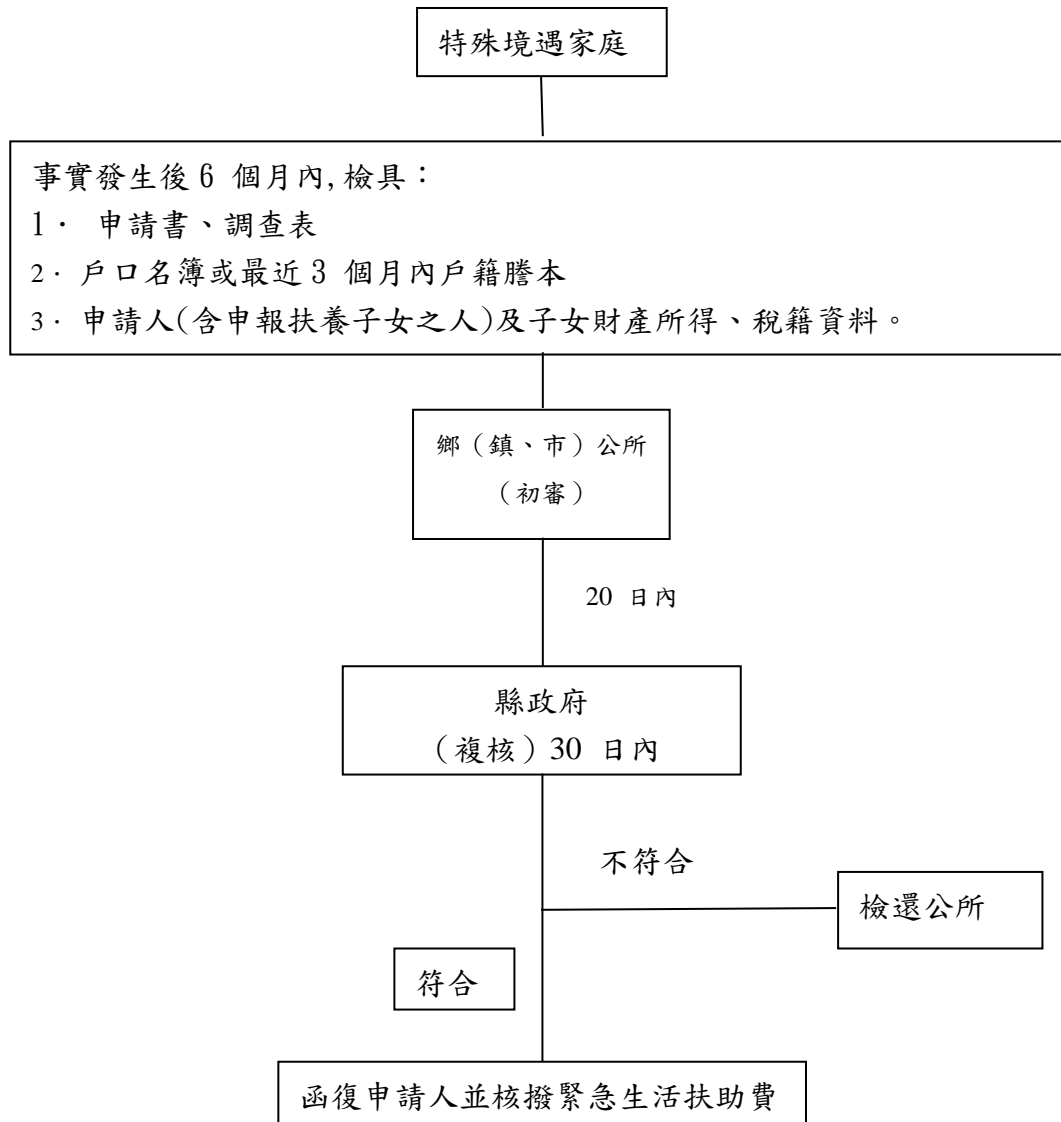 特殊境遇家庭
事實發生後 6 個月內,檢具：
1． 申請書、調查表
2．戶口名簿或最近 3 個月內戶籍謄本
3．申請人(含申報扶養子女之人)及子女財產所得、稅籍資料。
鄉（鎮、市）公所
（初審）
20 日內
縣政府
（複核）30 日內
不符合
檢還公所
符合
函復申請人並核撥緊急生活扶助費